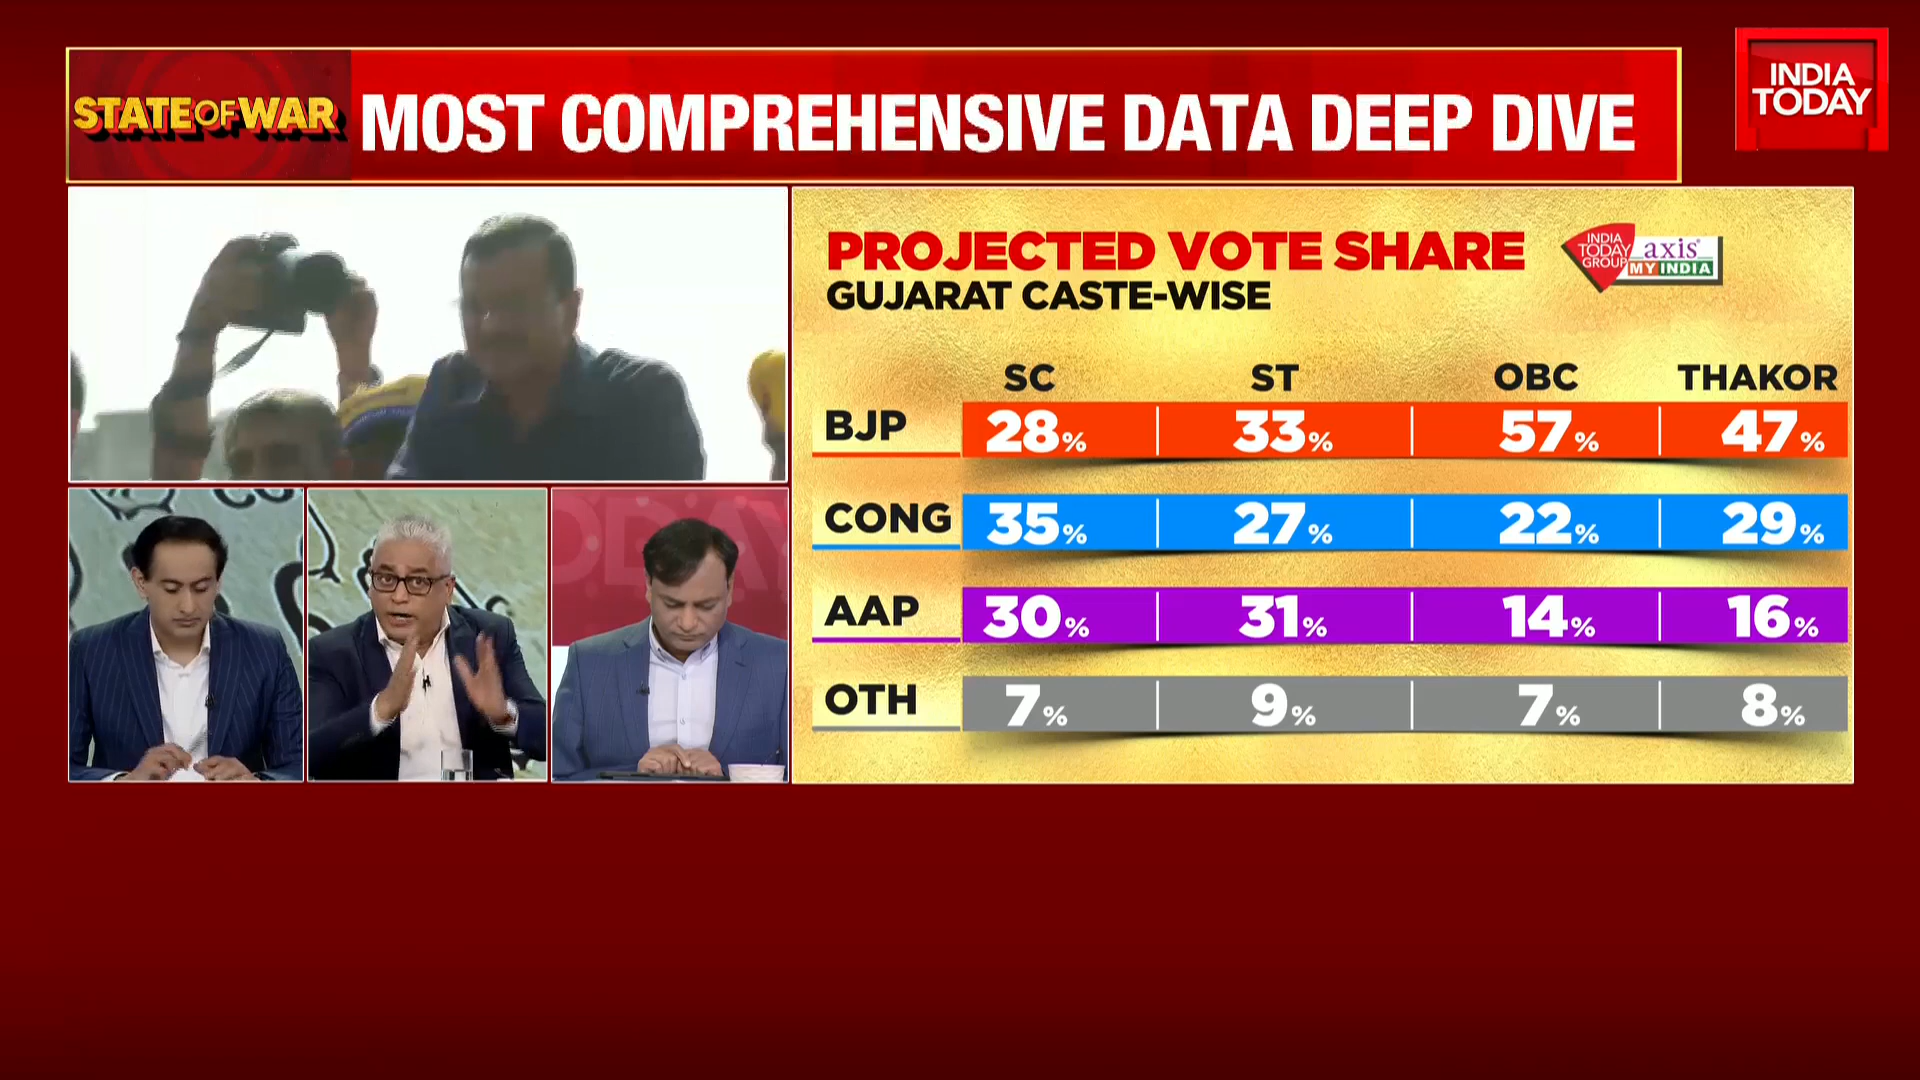 STATE OF WAR
MOST COMPREHENSIVE DATA DEEP DIVE
INDIA
TODAY
PROJECTED VOTE SHARE
GUJARAT CASTE-WISE
INDIA
TODAY
GROUP
axis
MY INDIA
SC ST OBC THAKOR
BJP 28% 33% 57% 47%
CONG 35% 27% 22% 29%
AAP 30% 31% 14% 16%
OTH 7% 9% 7% 8%
ODAY